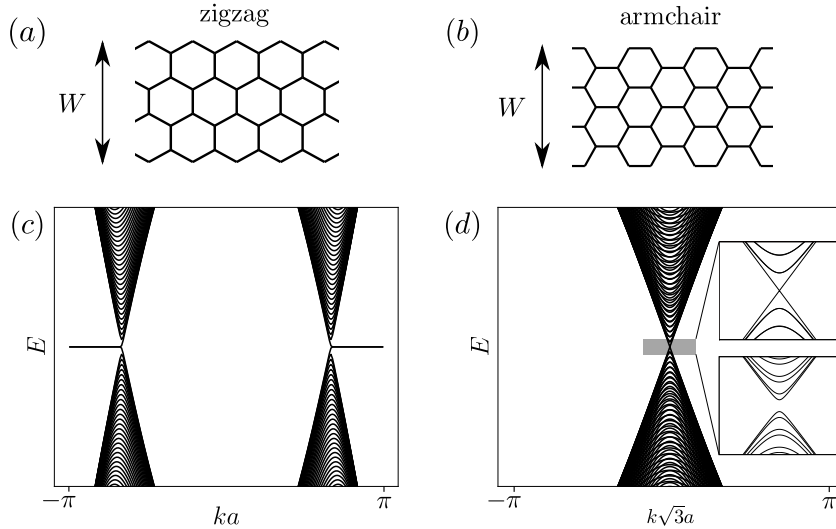 (a) zigzag
(b) armchair
W
W
(c)
(d)
E
E
−π π
ka
−π π
k√3a